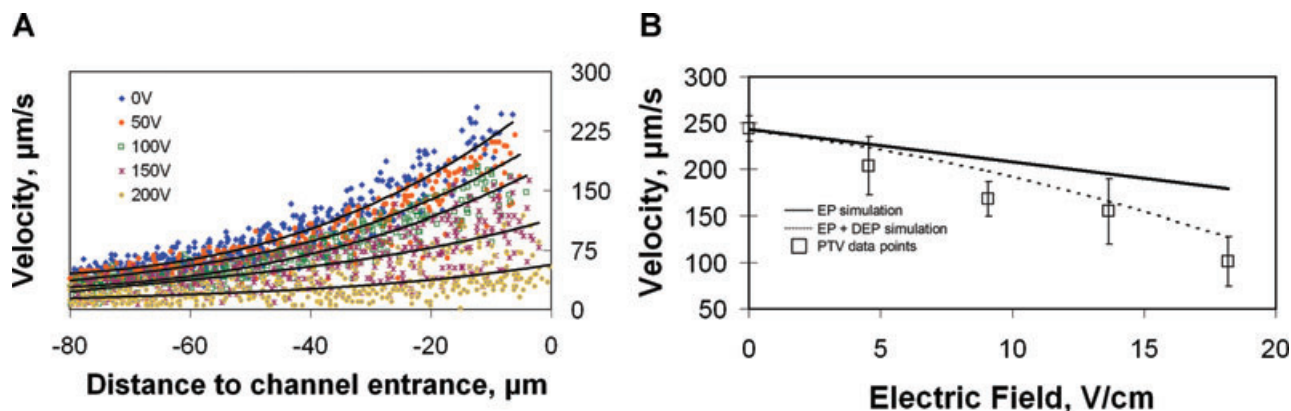 A
Velocity, µm/s
0V
50V
100V
150V
200V
300
225
150
75
0
-80
-60
-40
-20
0
Distance to channel entrance, µm
B
Velocity, µm/s
300
250
200
150
100
50
EP simulation
EP + DEP simulation
PTV data points
0
5
10
15
20
Electric Field, V/cm